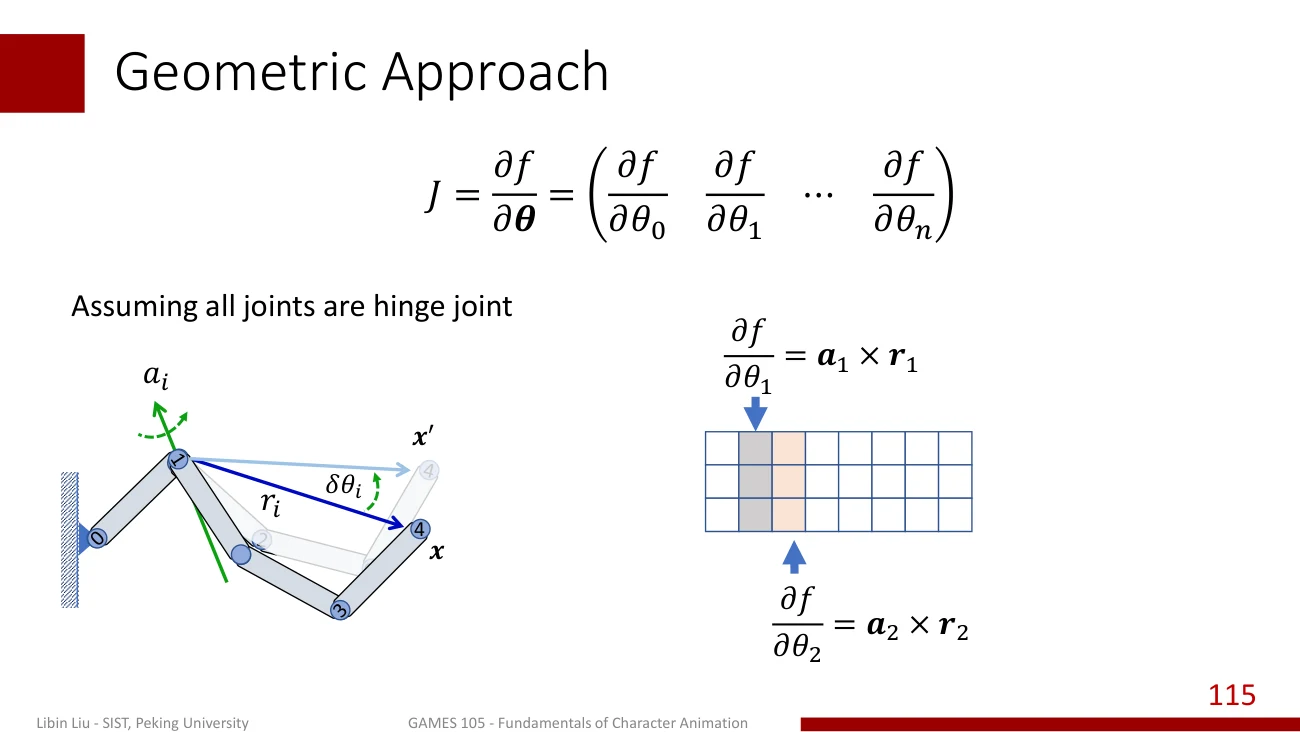 Geometric Approach
J = ∂f/∂𝜽 = (∂f/∂θ₀ ∂f/∂θ₁ ⋯ ∂f/∂θₙ)
Assuming all joints are hinge joint
∂f/∂θ₁ = 𝒂₁ × 𝒓₁
aᵢ
𝒙′
1
4
δθᵢ
rᵢ
2
0
4
𝒙
3
∂f/∂θ₂ = 𝒂₂ × 𝒓₂
115
Libin Liu - SIST, Peking University
GAMES 105 - Fundamentals of Character Animation